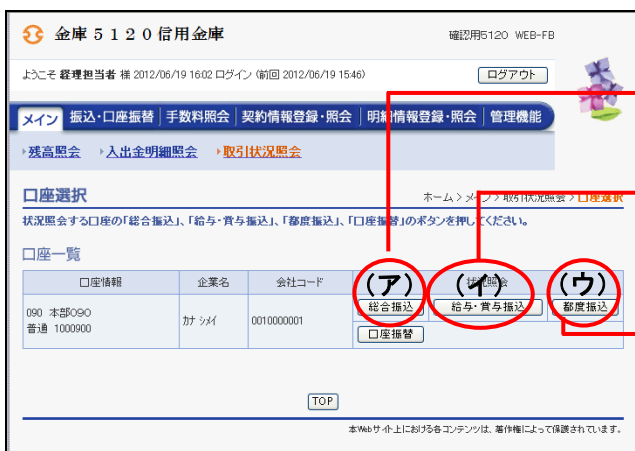 金庫5120信用金庫
確認用5120 WEB-FB
ようこそ 経理担当者 様 2012/06/19 16:02 ログイン (前回 2012/06/19 15:46)
ログアウト
メイン 振込・口座振替 手数料照会 契約情報登録・照会 明細情報登録・照会 管理機能
残高照会 入出金明細照会 取引状況照会
口座選択
ホーム > メイン > 取引状況照会 > 口座選択
状況照会する口座の「総合振込」、「給与・賞与振込」、「都度振込」、「口座振替」のボタンを押してください。
口座一覧
口座情報 企業名 会社コード 状況照会
(ア) (イ) (ウ)
090 本部090
普通 1000900
カナ シメイ 0010000001
総合振込 給与・賞与振込 都度振込
口座振替
TOP
本Webサイト上における各コンテンツは、著作権によって保護されています。